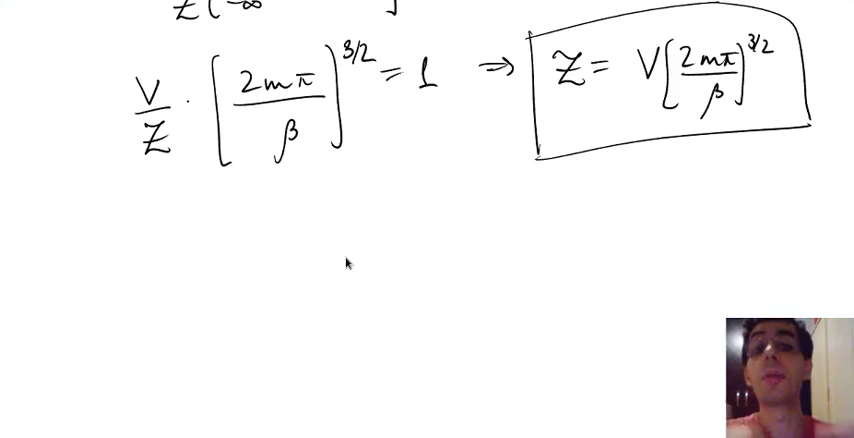 Z [-∞ ]
V/Z · [2mπ/β]^3/2 = 1 ⇒ Z = V[2mπ/β]^3/2